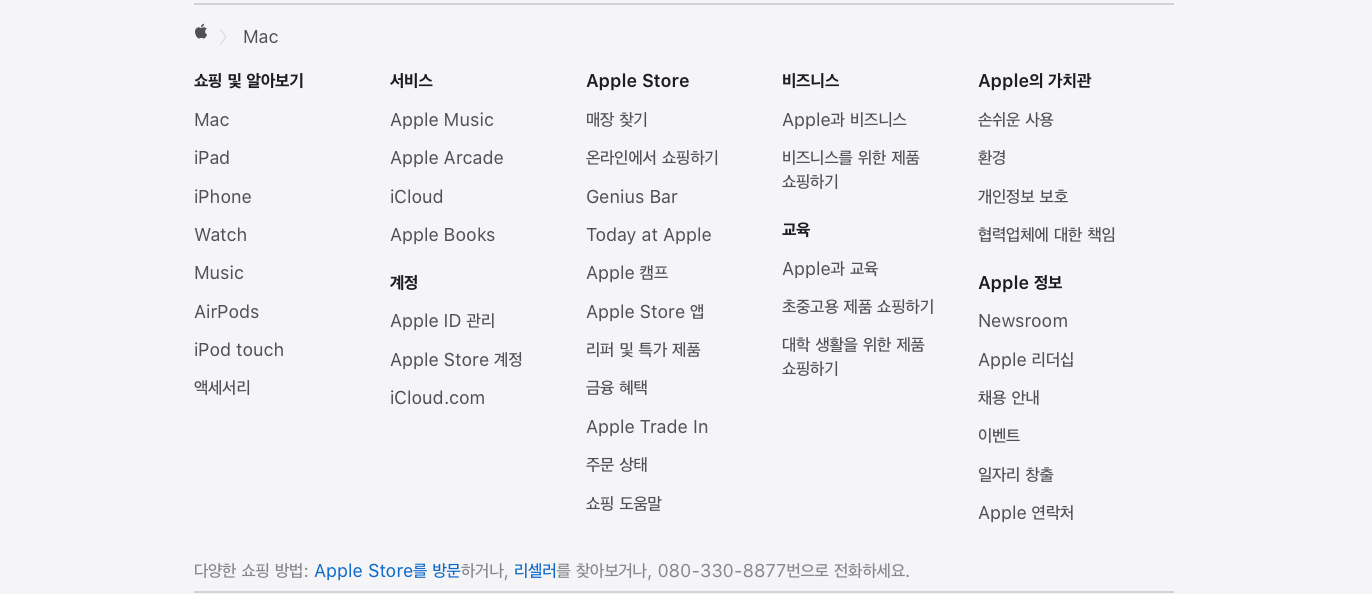 Mac
쇼핑 및 알아보기
Mac
iPad
iPhone
Watch
Music
AirPods
iPod touch
액세서리
서비스
Apple Music
Apple Arcade
iCloud
Apple Books
계정
Apple ID 관리
Apple Store 계정
iCloud.com
Apple Store
매장 찾기
온라인에서 쇼핑하기
Genius Bar
Today at Apple
Apple 캠프
Apple Store 앱
리퍼 및 특가 제품
금융 혜택
Apple Trade In
주문 상태
쇼핑 도움말
비즈니스
Apple과 비즈니스
비즈니스를 위한 제품
쇼핑하기
교육
Apple과 교육
초중고용 제품 쇼핑하기
대학 생활을 위한 제품
쇼핑하기
Apple의 가치관
손쉬운 사용
환경
개인정보 보호
협력업체에 대한 책임
Apple 정보
Newsroom
Apple 리더십
채용 안내
이벤트
일자리 창출
Apple 연락처
다양한 쇼핑 방법: Apple Store를 방문하거나, 리셀러를 찾아보거나, 080-330-8877번으로 전화하세요.